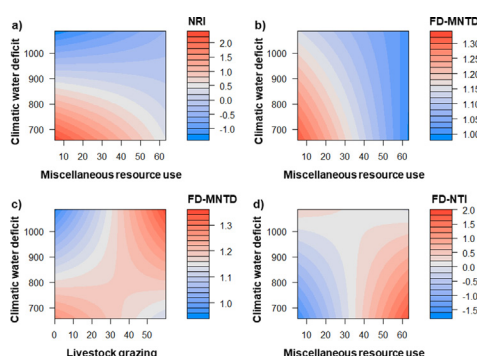 a)
NRI
Climatic water deficit
1000
900
800
700
10 20 30 40 50 60
Miscellaneous resource use
2.0
1.5
1.0
0.5
0.0
-0.5
-1.0
b)
FD-MNTD
Climatic water deficit
1000
900
800
700
10 20 30 40 50 60
Miscellaneous resource use
1.30
1.25
1.20
1.15
1.10
1.05
1.00
c)
FD-MNTD
Climatic water deficit
1000
900
800
700
0 10 20 30 40 50
Livestock grazing
1.3
1.2
1.1
1.0
d)
FD-NTI
Climatic water deficit
1000
900
800
700
10 20 30 40 50 60
Miscellaneous resource use
2.0
1.5
1.0
0.5
0.0
-0.5
-1.0
-1.5